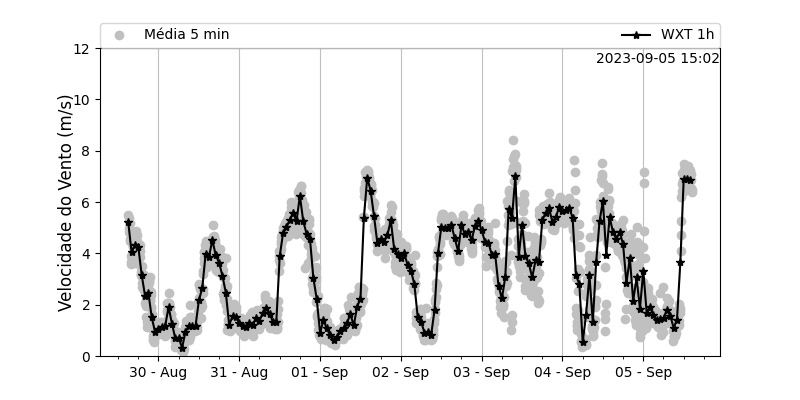 Média 5 min
WXT 1h
2023-09-05 15:02
Velocidade do Vento (m/s)
12
10
8
6
4
2
0
30 - Aug
31 - Aug
01 - Sep
02 - Sep
03 - Sep
04 - Sep
05 - Sep